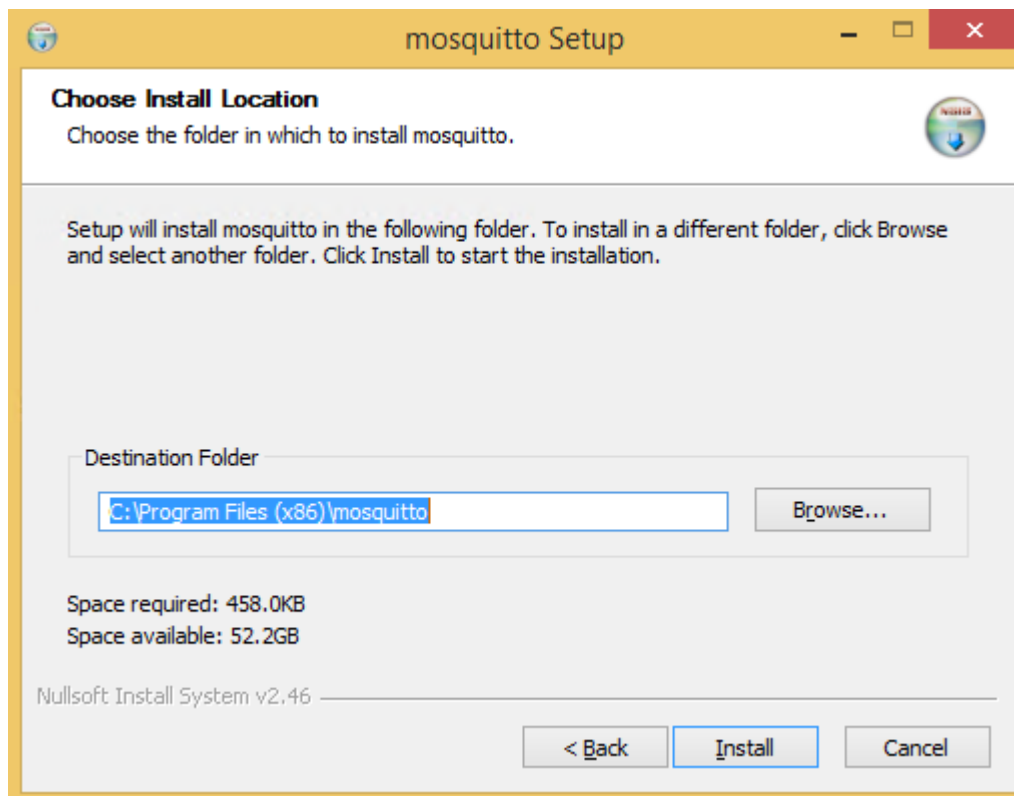 mosquitto Setup
Choose Install Location
Choose the folder in which to install mosquitto.
Setup will install mosquitto in the following folder. To install in a different folder, click Browse
and select another folder. Click Install to start the installation.
Destination Folder
C:\Program Files (x86)\mosquitto
Browse...
Space required: 458.0KB
Space available: 52.2GB
Nullsoft Install System v2.46
< Back
Install
Cancel